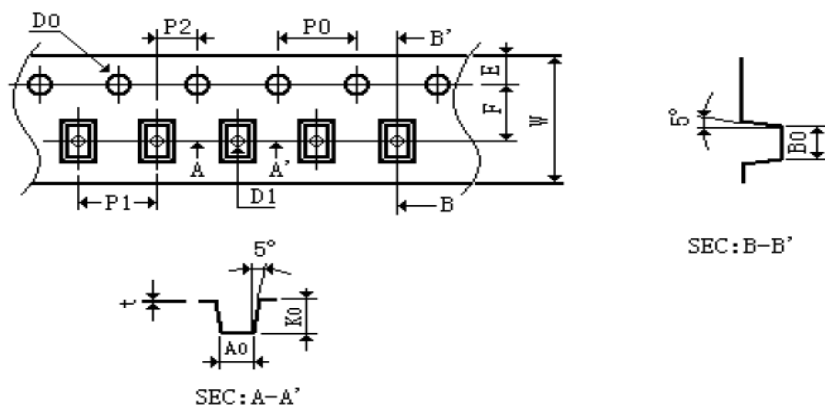 D0 P2 P0 B'
E
F
W
A A'
P1 D1 B
5°
B0
SEC:B-B'
5°
t
K0
A0
SEC:A-A'